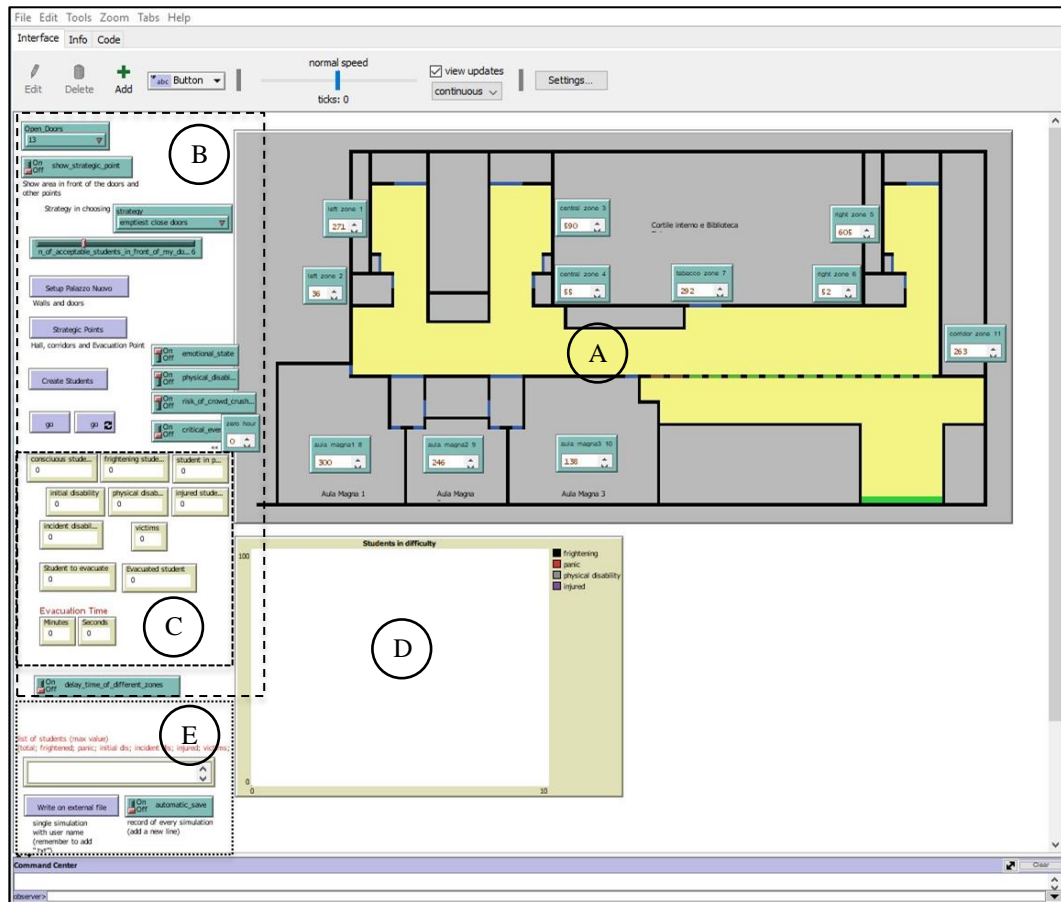 File Edit Tools Zoom Tabs Help
Interface Info Code
normal speed
view updates
Edit Delete Add abc Button
ticks: 0
continuous
Settings...
Open_Doors
13
B
On
Off show_strategic_point
Show area in front of the doors and
other points
Strategy in choosing
strategy
emptiest close doors
n_of_acceptable_students_in_front_of_my_do... 6
Setup Palazzo Nuovo
Walls and doors
Strategic Points
Hall, corridors and Evacuation Point
On
Off emotional_state
Create Students
On
Off physical_disabi...
On
Off risk_of_crowd_crush...
go go
On
Off critical_eve
zero hour
0
left zone 1
271
central zone 3
590
Cortile interno e Biblioteca
right zone 5
605
left zone 2
36
central zone 4
55
tabacco zone 7
292
right zone 6
52
A
corridor zone 11
263
aula magna1 8
300
aula magna2 9
246
aula magna3 10
138
Aula Magna 1
Aula Magna
Aula Magna 3
consciuous stude...
0
frightening stude...
0
student in p...
0
initial disability
0
physical disab...
0
injured stude...
0
incident disabil...
0
victims
0
Student to evacuate
0
Evacuated student
0
Evacuation Time
Minutes
0
Seconds
0
C
On
Off delay_time_of_different_zones
Students in difficulty
100
0
0
10
frightening
panic
physical disability
injured
D
E
list of students (max value)
total; frightened; panic; initial dis; incident dis; injured; victims;
Write on external file
On
Off automatic_save
single simulation
with user name
(remember to add
".txt")
record of every simulation
(add a new line)
Command Center
Clear
observer>